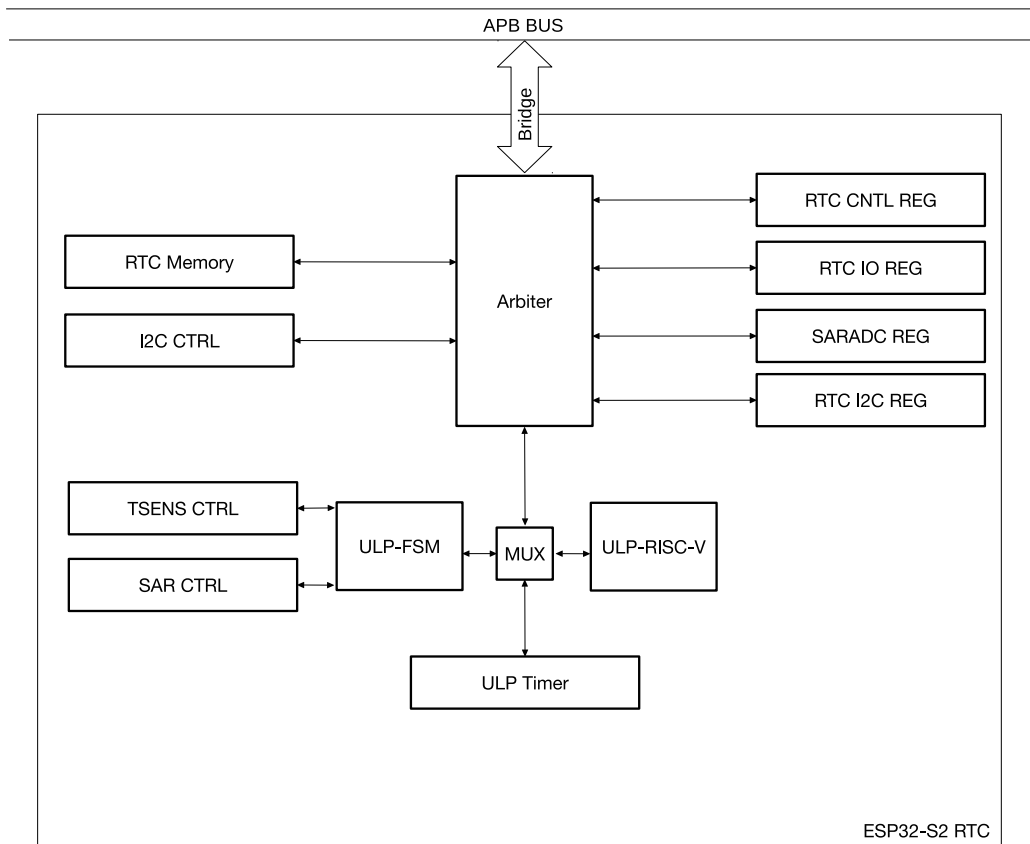 APB BUS
Bridge
RTC CNTL REG
RTC Memory
RTC IO REG
Arbiter
I2C CTRL
SARADC REG
RTC I2C REG
TSENS CTRL
ULP-FSM
MUX
ULP-RISC-V
SAR CTRL
ULP Timer
ESP32-S2 RTC